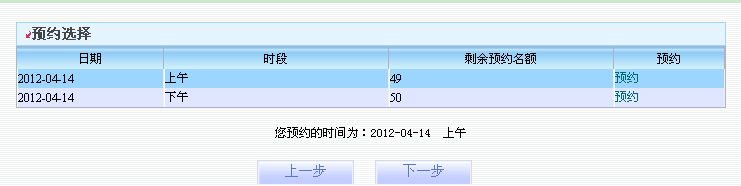 预约选择
日期 时段 剩余预约名额 预约
2012-04-14 上午 49 预约
2012-04-14 下午 50 预约
您预约的时间为：2012-04-14 上午
上一步 下一步